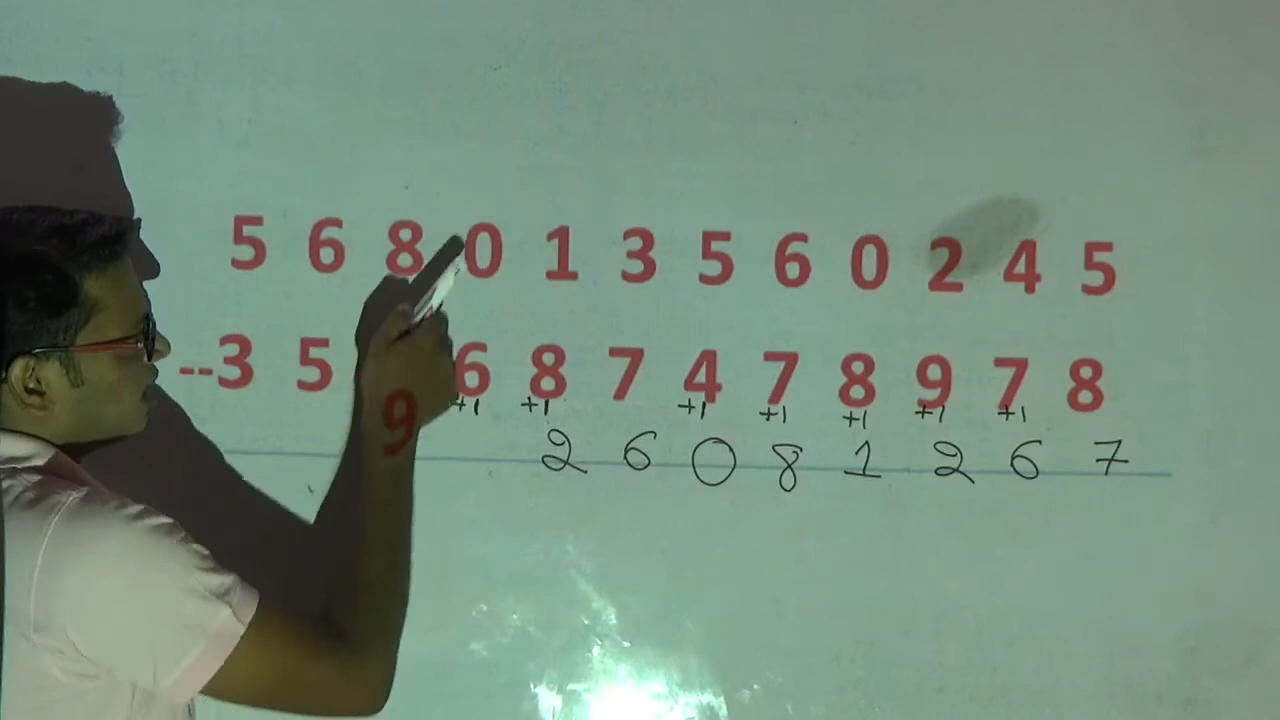 5 6 8 0 1 3 5 6 0 2 4 5
--3 5 9 6 8 7 4 7 8 9 7 8
+1 +1 +1 +1 +1 +1 +1
2 6 0 8 1 2 6 7